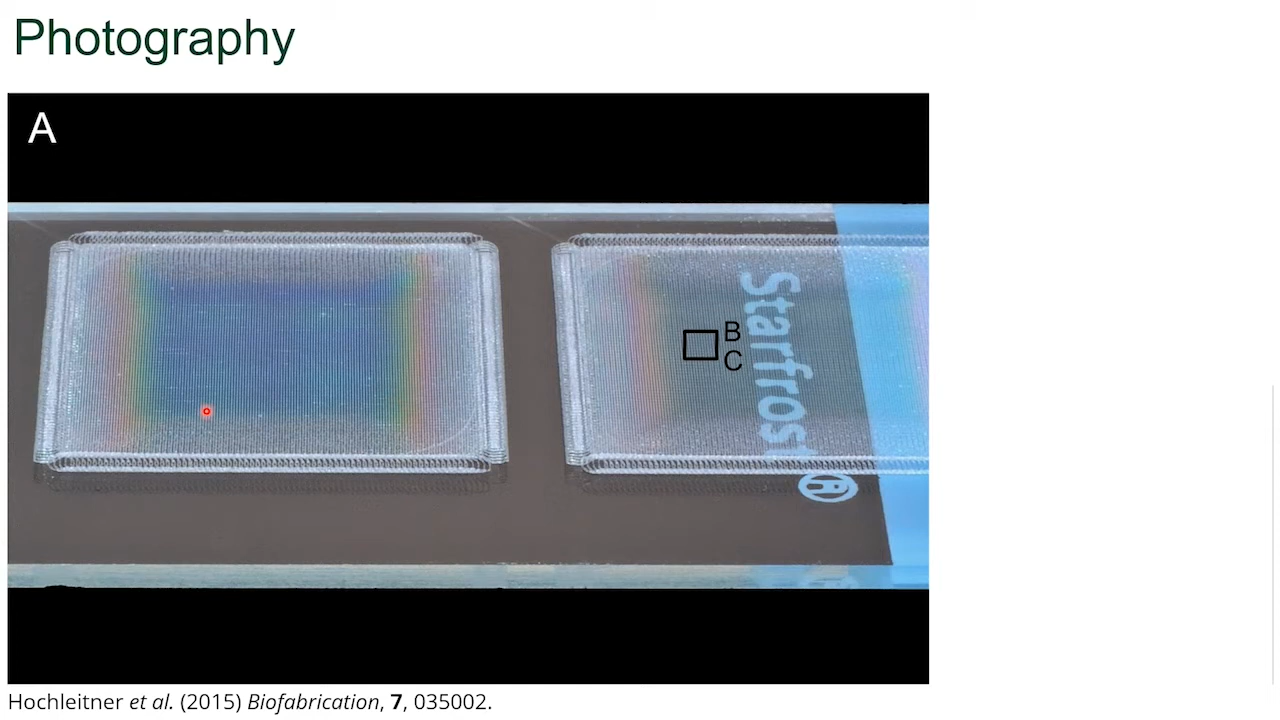 Photography
A
Starfrost
B
C
®
Hochleitner et al. (2015) Biofabrication, 7, 035002.